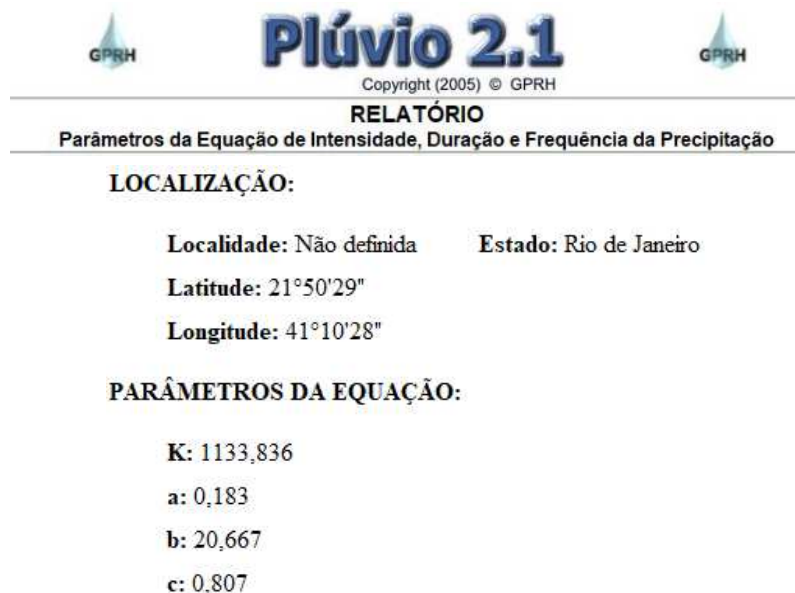 GPRH Plúvio 2.1 GPRH
Copyright (2005) © GPRH
RELATÓRIO
Parâmetros da Equação de Intensidade, Duração e Frequência da Precipitação
LOCALIZAÇÃO:
Localidade: Não definida Estado: Rio de Janeiro
Latitude: 21°50'29"
Longitude: 41°10'28"
PARÂMETROS DA EQUAÇÃO:
K: 1133,836
a: 0,183
b: 20,667
c: 0,807